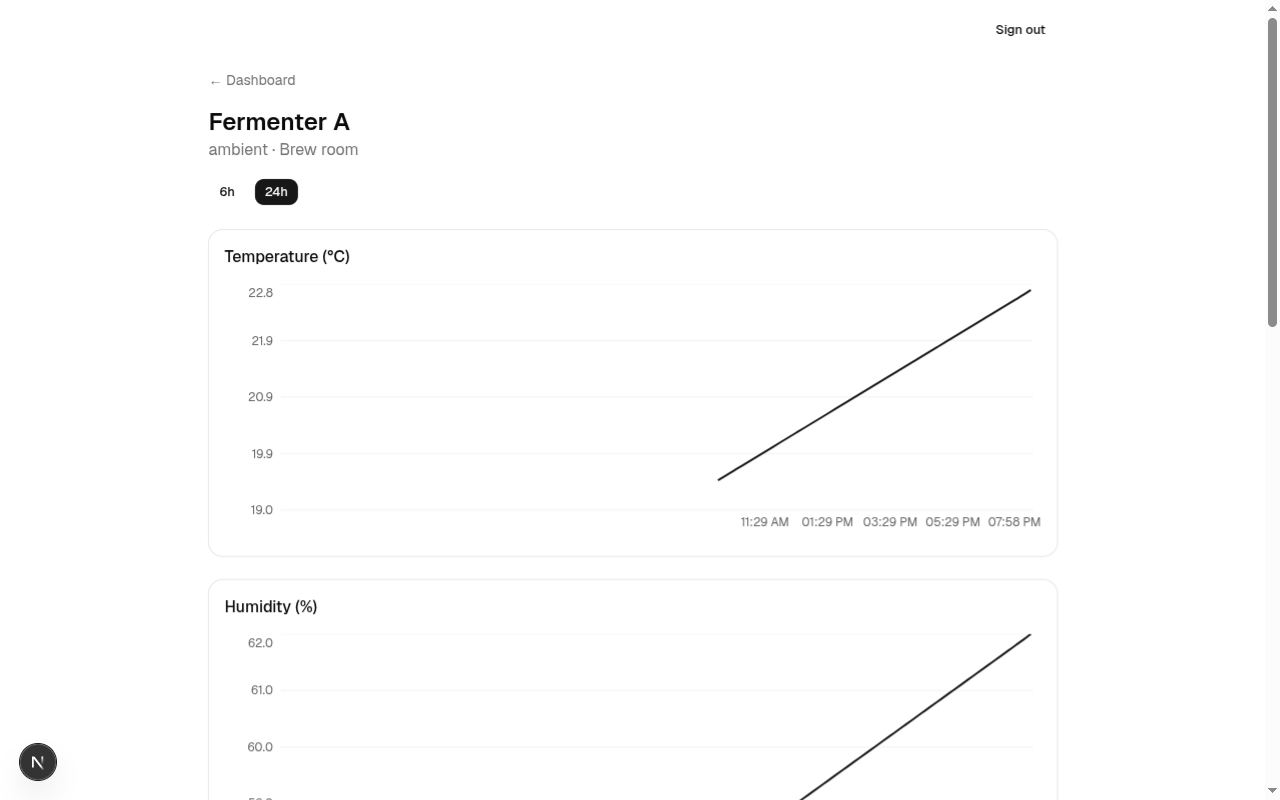 Sign out
← Dashboard
Fermenter A
ambient · Brew room
6h 24h
Temperature (°C)
22.8
21.9
20.9
19.9
19.0
11:29 AM 01:29 PM 03:29 PM 05:29 PM 07:58 PM
Humidity (%)
62.0
61.0
60.0
N